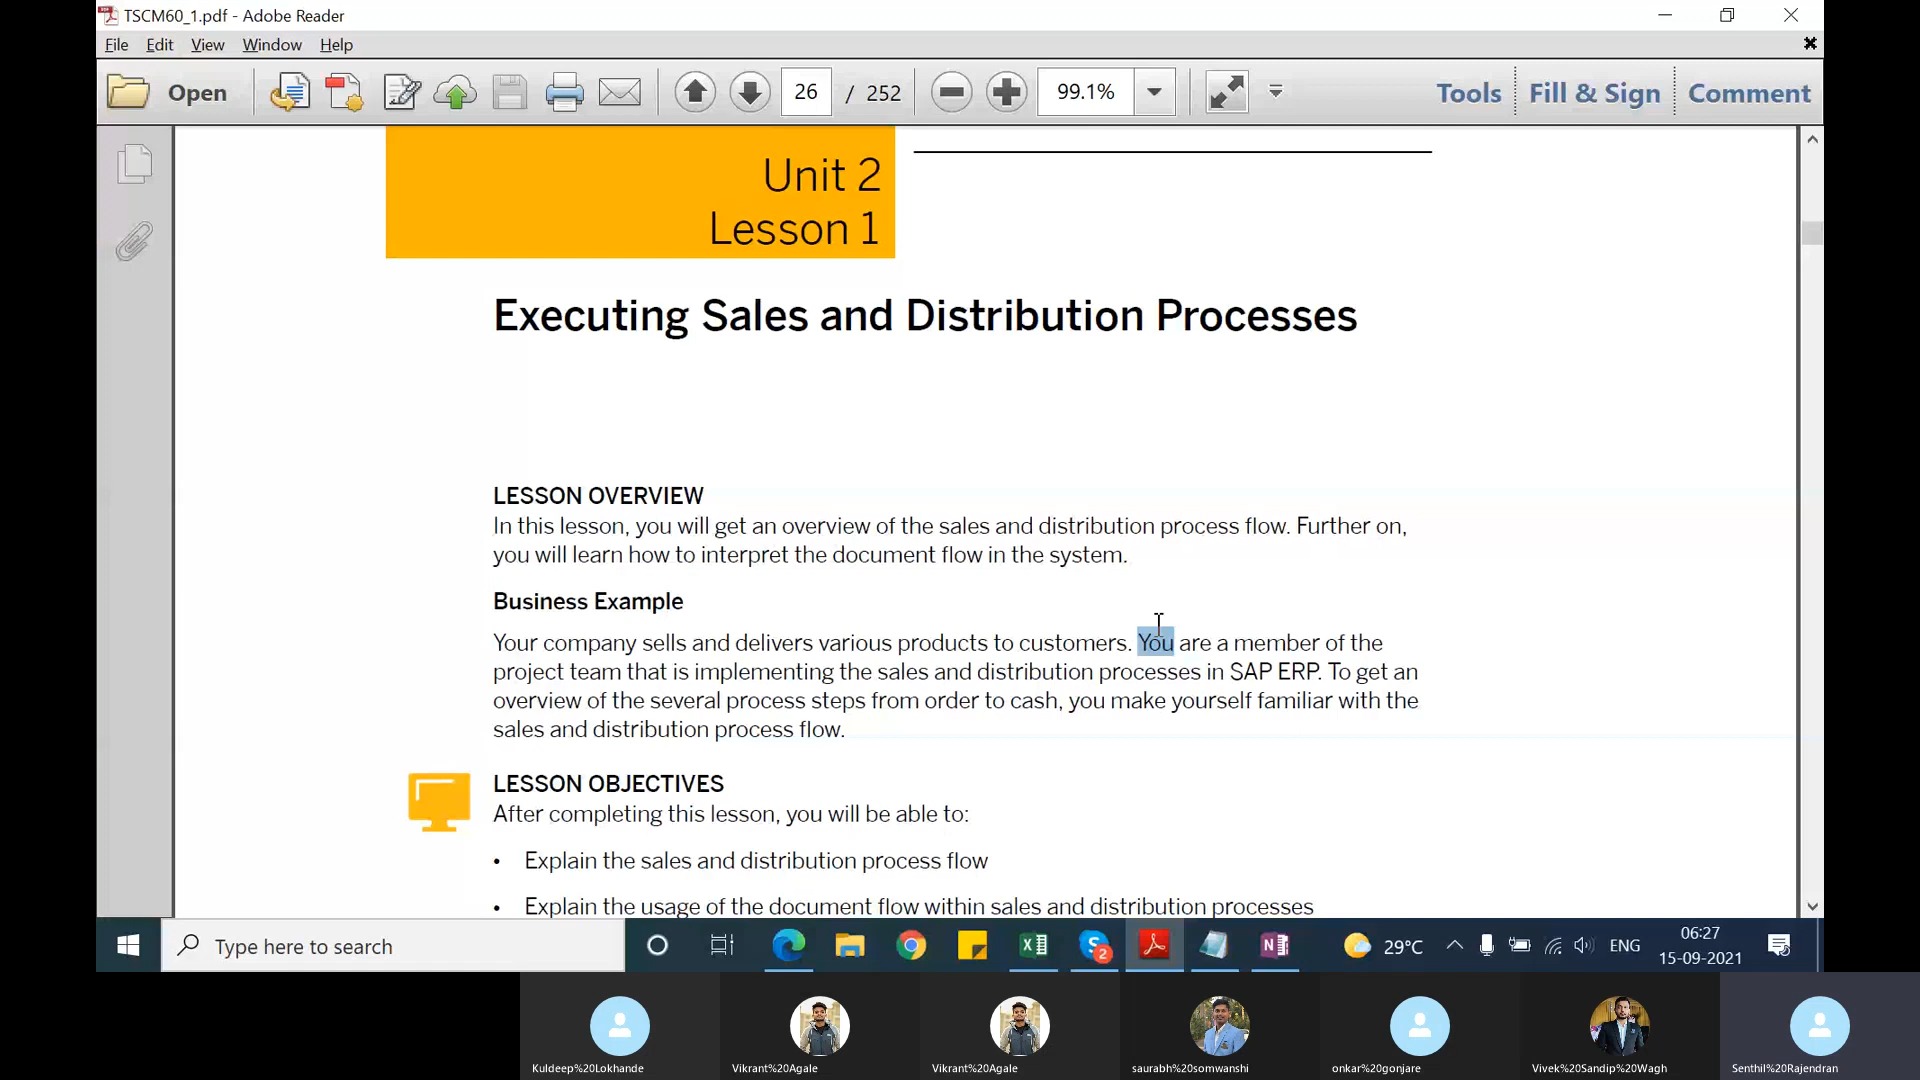 TSCM60_1.pdf - Adobe Reader
File Edit View Window Help
Open 26 / 252 99.1% Tools Fill & Sign Comment
Unit 2
Lesson 1
Executing Sales and Distribution Processes
LESSON OVERVIEW
In this lesson, you will get an overview of the sales and distribution process flow. Further on,
you will learn how to interpret the document flow in the system.
Business Example
Your company sells and delivers various products to customers. You are a member of the
project team that is implementing the sales and distribution processes in SAP ERP. To get an
overview of the several process steps from order to cash, you make yourself familiar with the
sales and distribution process flow.
LESSON OBJECTIVES
After completing this lesson, you will be able to:
• Explain the sales and distribution process flow
• Explain the usage of the document flow within sales and distribution processes
Type here to search 2 29°C ENG 06:27
15-09-2021
Kuldeep%20Lokhande Vikrant%20Agale Vikrant%20Agale saurabh%20somwanshi onkar%20gonjare Vivek%20Sandip%20Wagh Senthil%20Rajendran